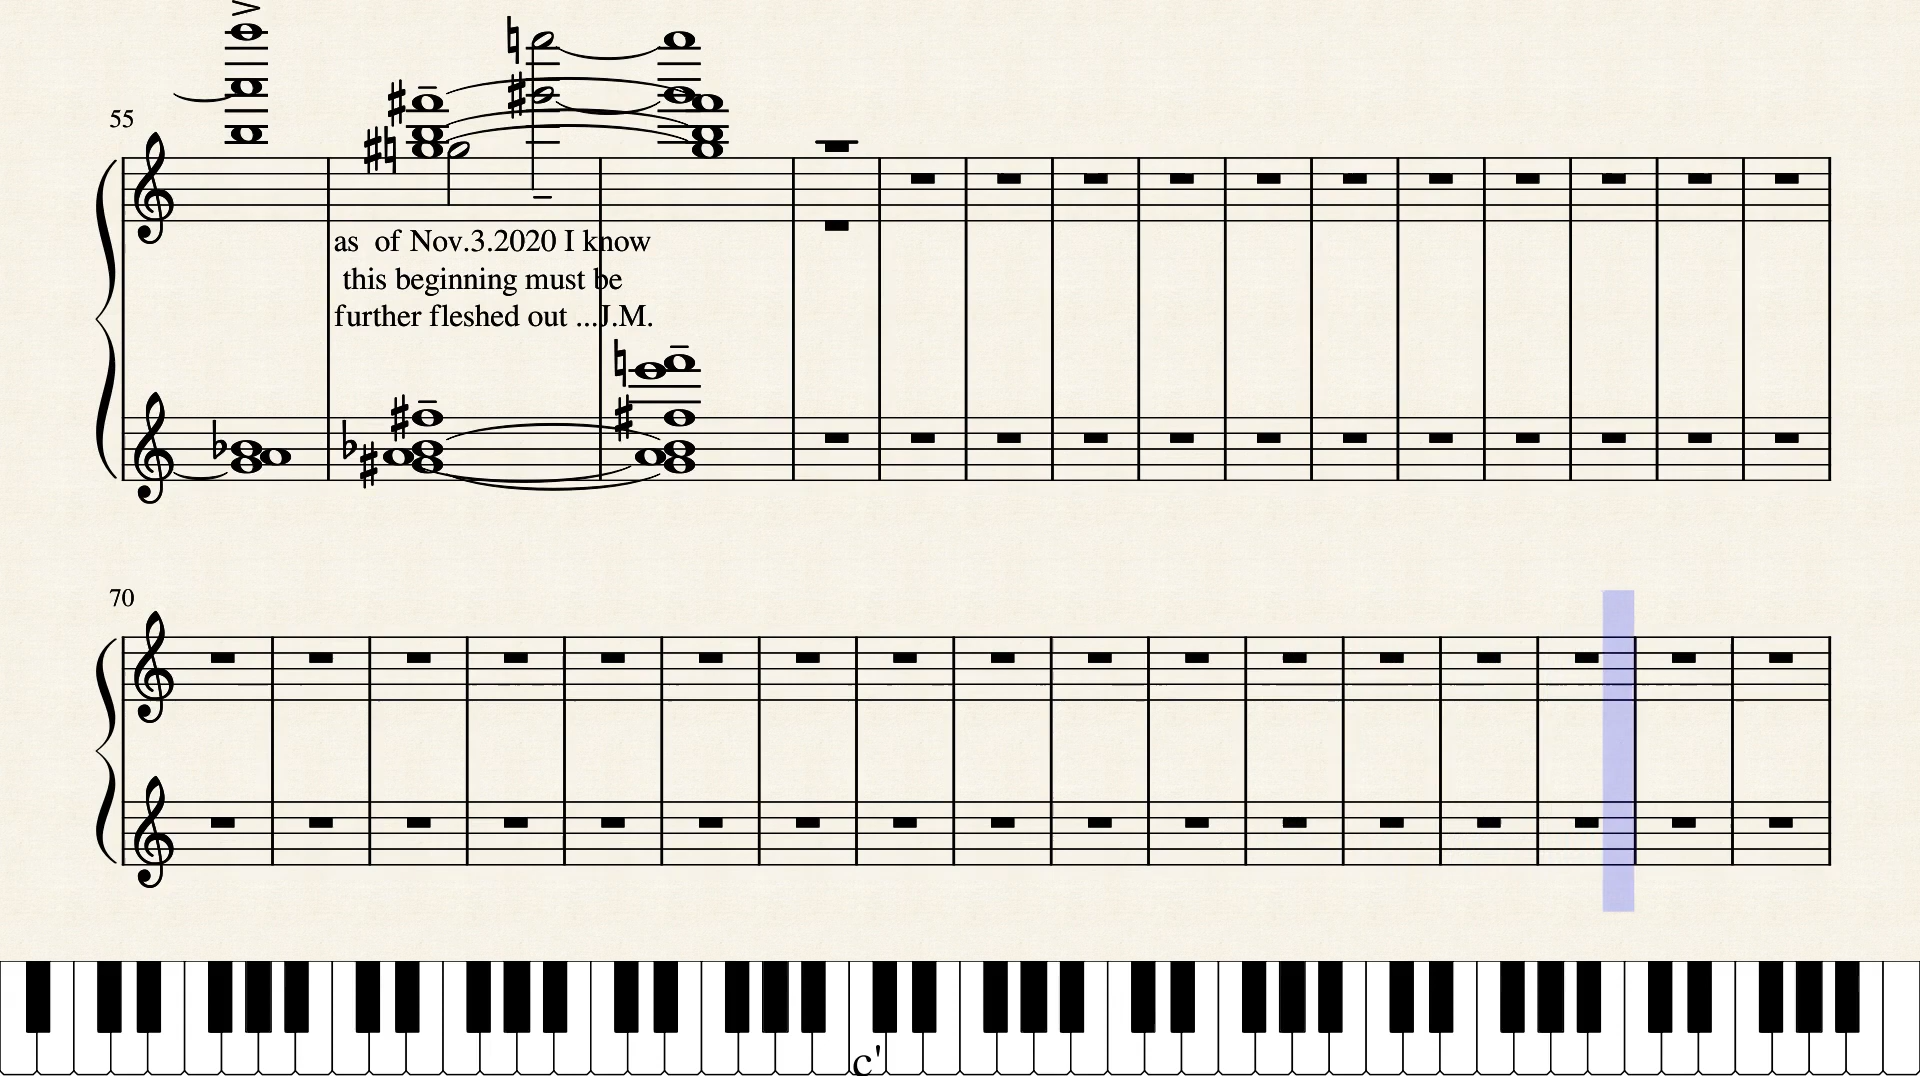 55
as of Nov.3.2020 I know
this beginning must be
further fleshed out ...J.M.
70
c'